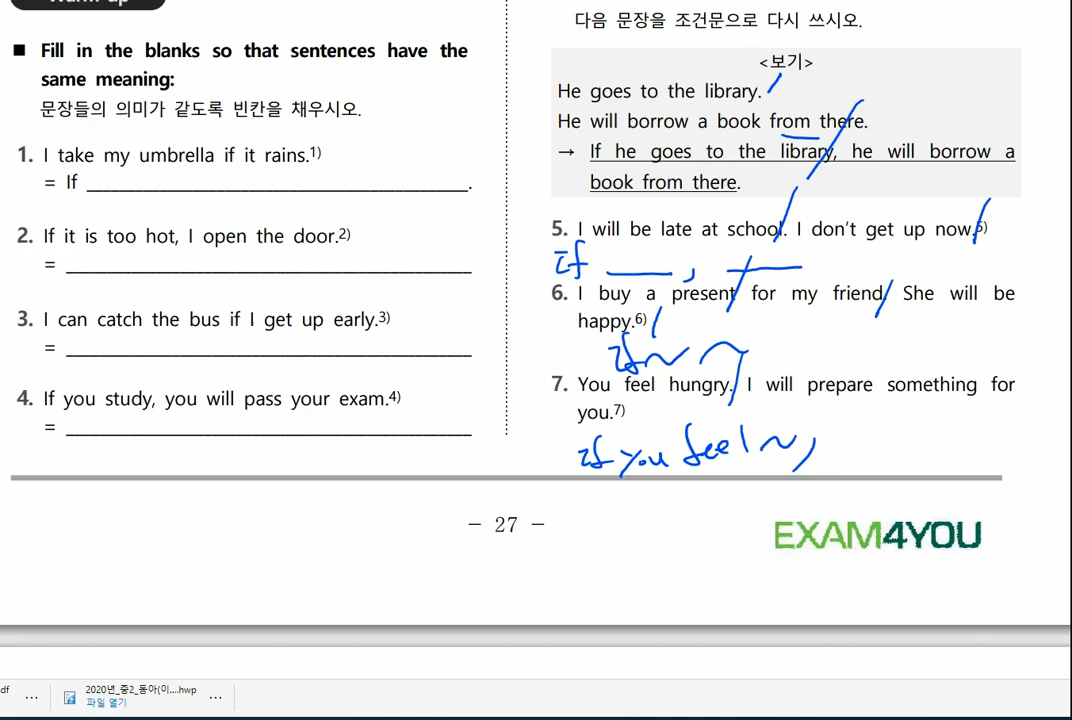 Fill in the blanks so that sentences have the
same meaning:
문장들의 의미가 같도록 빈칸을 채우시오.
1. I take my umbrella if it rains.1)
= If ______.
2. If it is too hot, I open the door.2)
= ______
3. I can catch the bus if I get up early.3)
= ______
4. If you study, you will pass your exam.4)
= ______
다음 문장을 조건문으로 다시 쓰시오.
<보기>
He goes to the library.
He will borrow a book from there.
→ If he goes to the library, he will borrow a
book from there.
5. I will be late at school. I don't get up now.5)
If ___, ___
6. I buy a present for my friend. She will be
happy.6)
If
7. You feel hungry. I will prepare something for
you.7)
If you feel ~,
- 27 -
EXAM4YOU
df ...
2020년_중2_동아(이....hwp ...
파일 열기